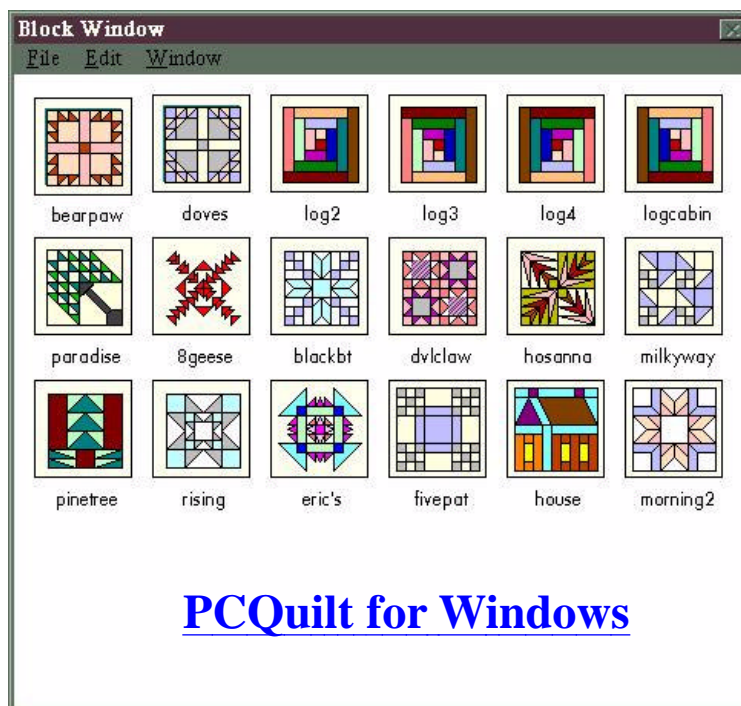 Block Window
File Edit Window
bearpaw doves log2 log3 log4 logcabin
paradise 8geese blackbt dvlclaw hosanna milkyway
pinetree rising eric's fivepat house morning2
PCQuilt for Windows